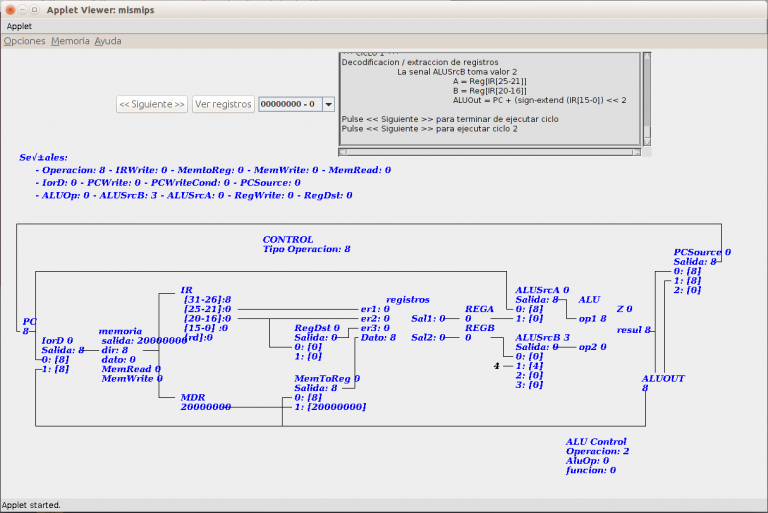 Applet Viewer: mismips
Applet
Opciones Memoria Ayuda
<< Siguiente >> Ver registros 00000000 - 0
*** CICLO 1 ***
Decodificacion / extraccion de registros
La senal ALUSrcB toma valor 2
A = Reg[IR[25-21]]
B = Reg[IR[20-16]]
ALUOut = PC + (sign-extend (IR[15-0]) << 2
Pulse << Siguiente >> para terminar de ejecutar ciclo
Pulse << Siguiente >> para ejecutar ciclo 2
Se√±ales:
- Operacion: 8 - IRWrite: 0 - MemtoReg: 0 - MemWrite: 0 - MemRead: 0
- IorD: 0 - PCWrite: 0 - PCWriteCond: 0 - PCSource: 0
- ALUOp: 0 - ALUSrcB: 3 - ALUSrcA: 0 - RegWrite: 0 - RegDst: 0
CONTROL
Tipo Operacion: 8
PC
8
IorD 0
Salida: 8
0: [8]
1: [8]
memoria
salida: 20000000
dir: 8
dato: 0
MemRead 0
MemWrite 0
IR
[31-26]:8
[25-21]:0
[20-16]:0
[15-0] :0
[rd]:0
MDR
20000000
RegDst 0
Salida: 0
0: [0]
1: [0]
MemToReg 0
Salida: 8
0: [8]
1: [20000000]
registros
er1: 0
er2: 0
er3: 0
Dato: 8
Sal1: 0
Sal2: 0
REGA
0
REGB
0
4
ALUSrcA 0
Salida: 8
0: [8]
1: [0]
ALUSrcB 3
Salida: 0
0: [0]
1: [4]
2: [0]
3: [0]
ALU
op1 8
op2 0
Z 0
resul 8
ALUOUT
8
PCSource 0
Salida: 8
0: [8]
1: [8]
2: [0]
ALU Control
Operacion: 2
AluOp: 0
funcion: 0
Applet started.